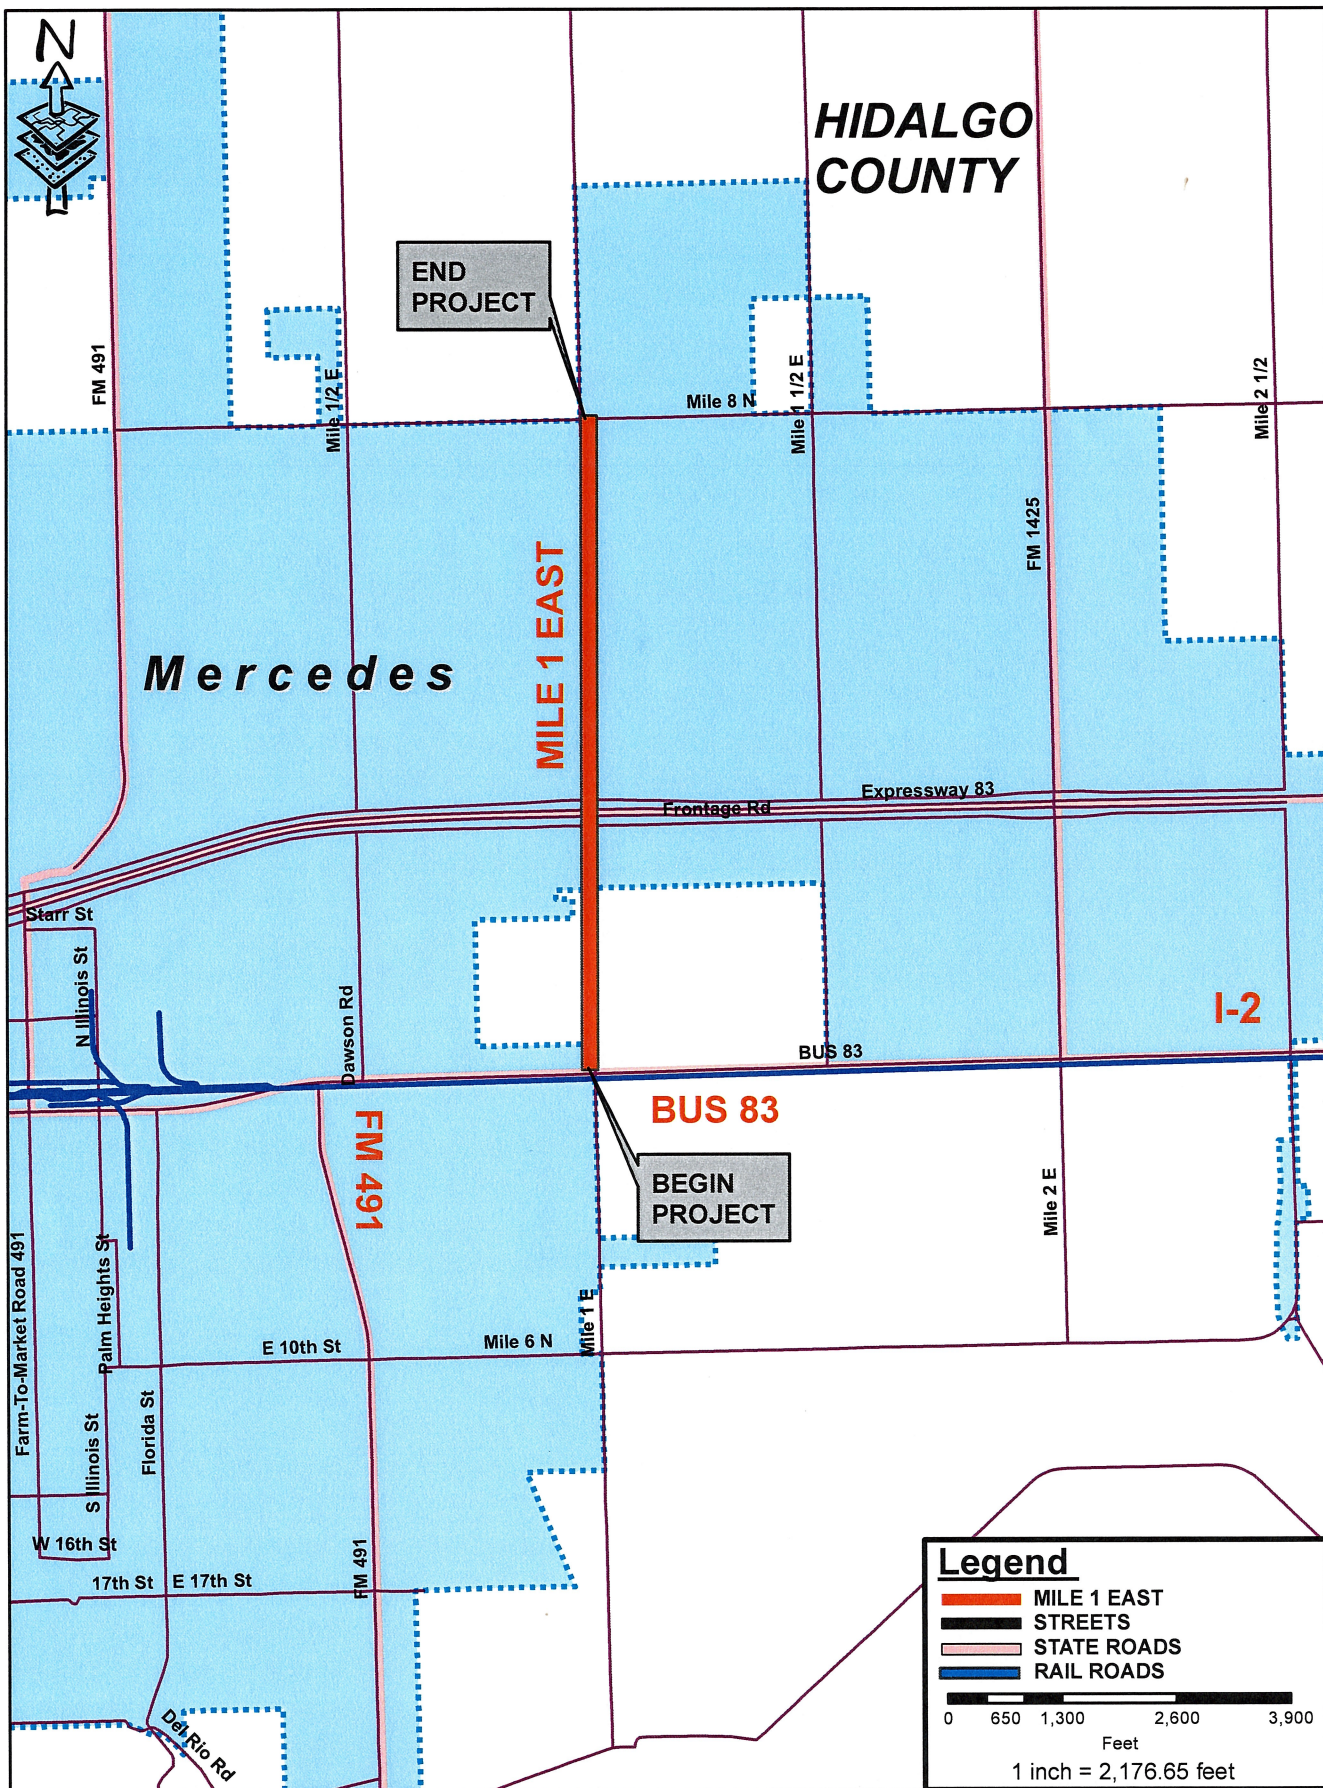 N
HIDALGO
COUNTY
END
PROJECT
FM 491
Mile 1/2 E
Mile 8 N
Mile 1 1/2 E
Mile 2 1/2
FM 1425
MILE 1 EAST
Mercedes
Expressway 83
Frontage Rd
Starr St
N Illinois St
Dawson Rd
I-2
BUS 83
BUS 83
FM 491
BEGIN
PROJECT
Mile 2 E
Farm-To-Market Road 491
Palm Heights St
E 10th St
Mile 6 N
Mile 1 E
Florida St
S Illinois St
W 16th St
17th St
E 17th St
FM 491
Del Rio Rd
Legend
MILE 1 EAST
STREETS
STATE ROADS
RAIL ROADS
0 650 1,300 2,600 3,900
Feet
1 inch = 2,176.65 feet